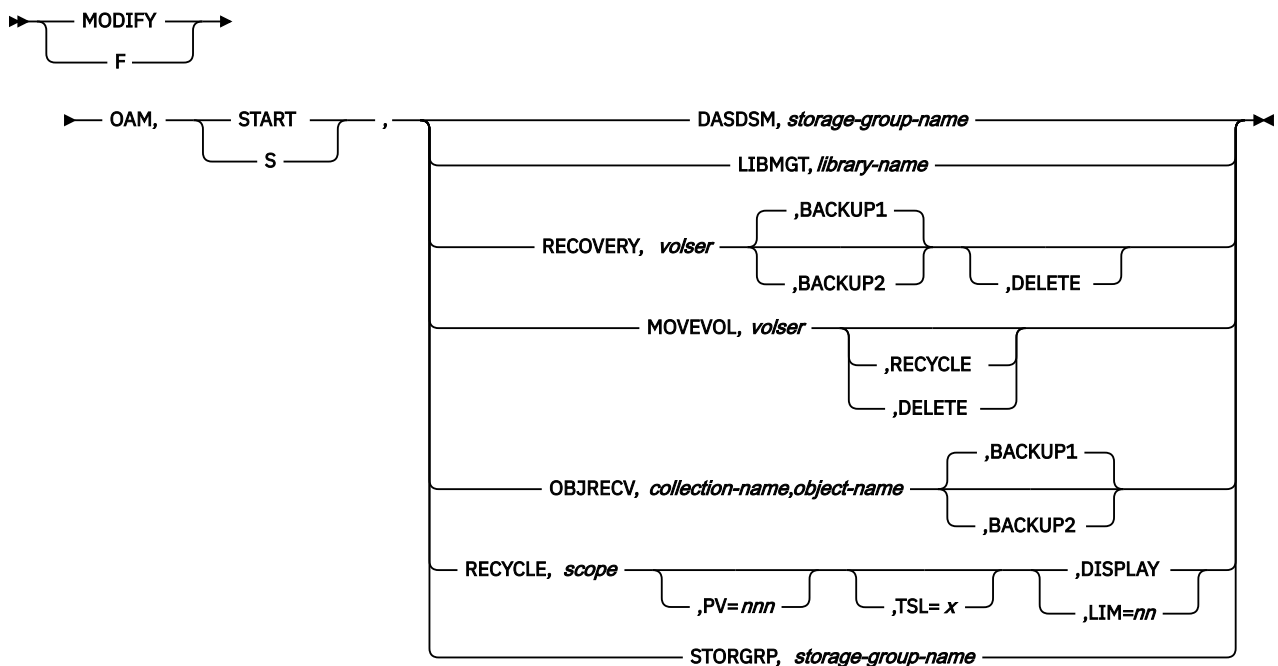 MODIFY
F
OAM, START , DASDSM, storage-group-name
S
LIBMGT, library-name
,BACKUP1
RECOVERY, volser
,BACKUP2 ,DELETE
MOVEVOL, volser
,RECYCLE
,DELETE
,BACKUP1
OBJRECV, collection-name,object-name
,BACKUP2
RECYCLE, scope ,DISPLAY
,PV=nnn ,TSL=x ,LIM=nn
STORGRP, storage-group-name